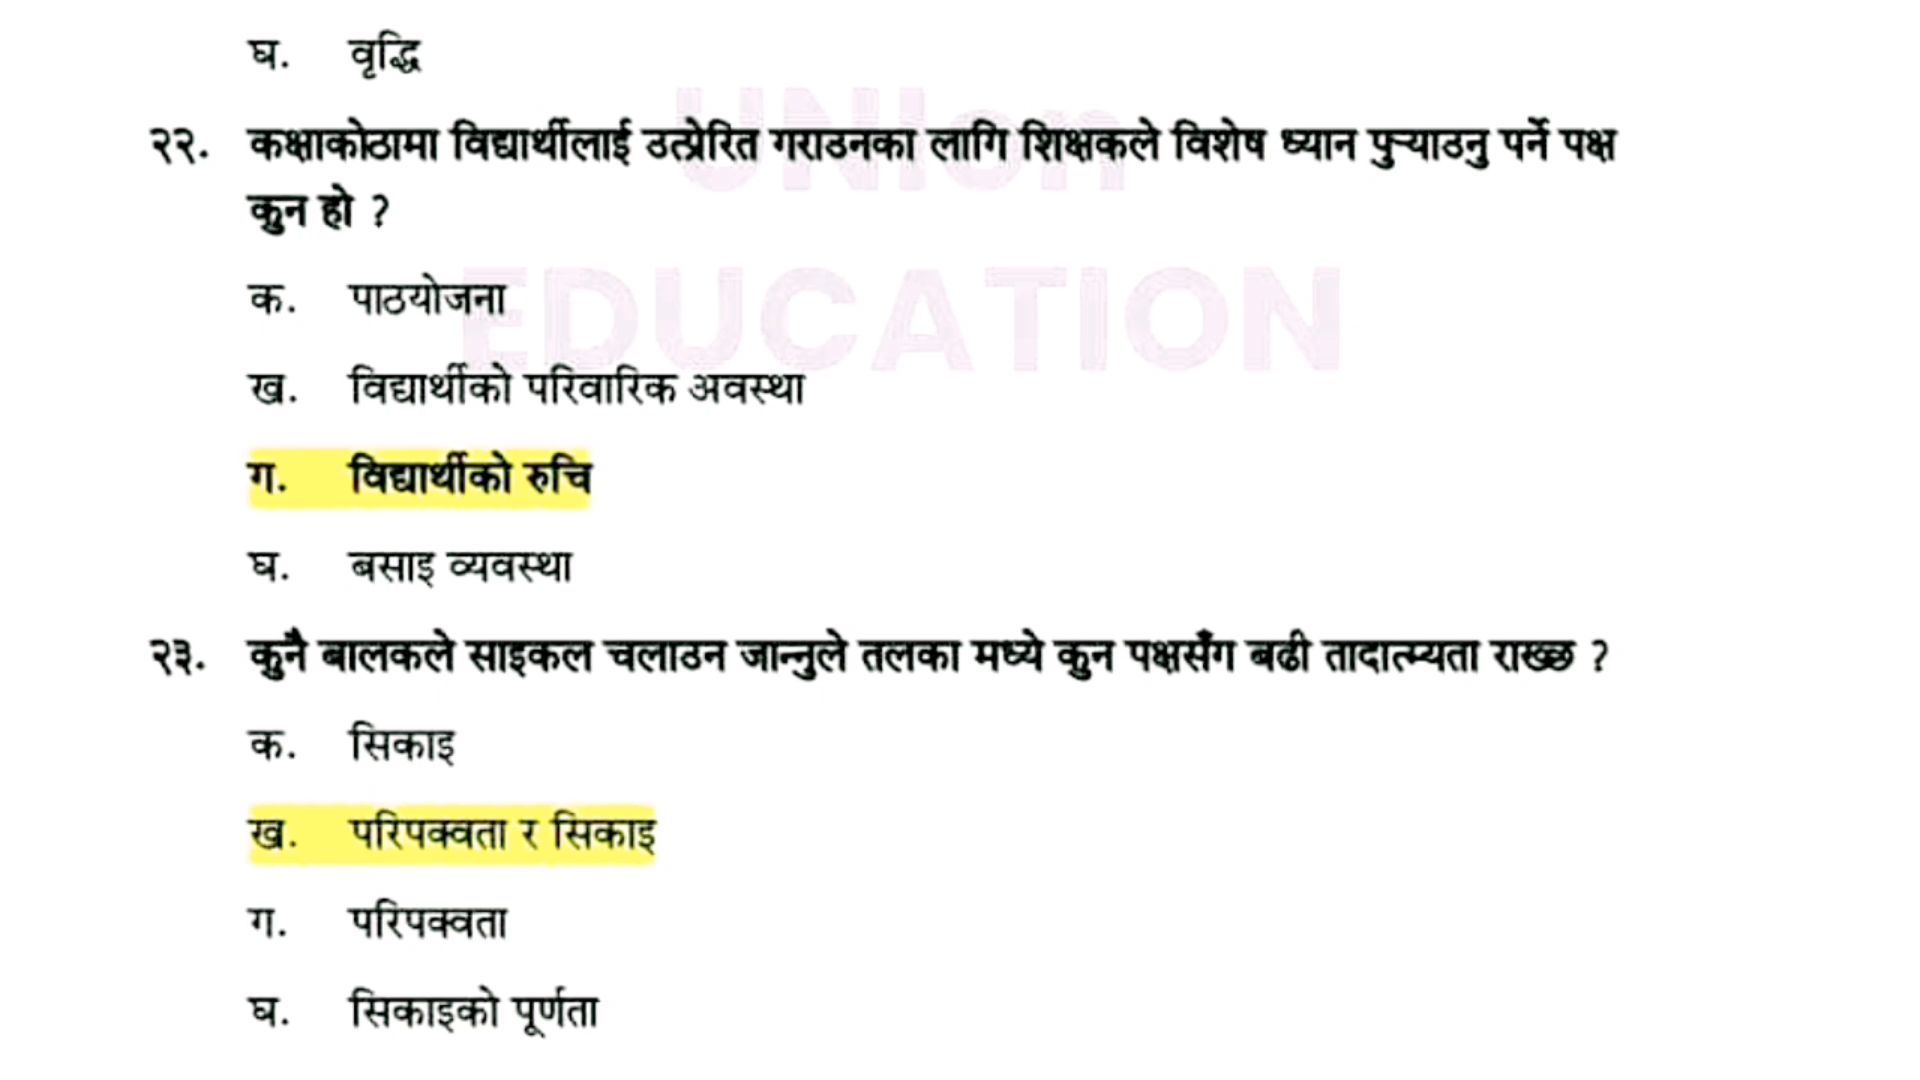 घ. वृद्धि
UNIon
२२. कक्षाकोठामा विद्यार्थीलाई उत्प्रेरित गराउनका लागि शिक्षकले विशेष ध्यान पुऱ्याउनु पर्ने पक्ष
कुन हो ?
EDUCATION
क. पाठयोजना
ख. विद्यार्थीको परिवारिक अवस्था
ग. विद्यार्थीको रुचि
घ. बसाइ व्यवस्था
२३. कुनै बालकले साइकल चलाउन जान्नुले तलका मध्ये कुन पक्षसँग बढी तादात्म्यता राख्छ ?
क. सिकाइ
ख. परिपक्वता र सिकाइ
ग. परिपक्वता
घ. सिकाइको पूर्णता